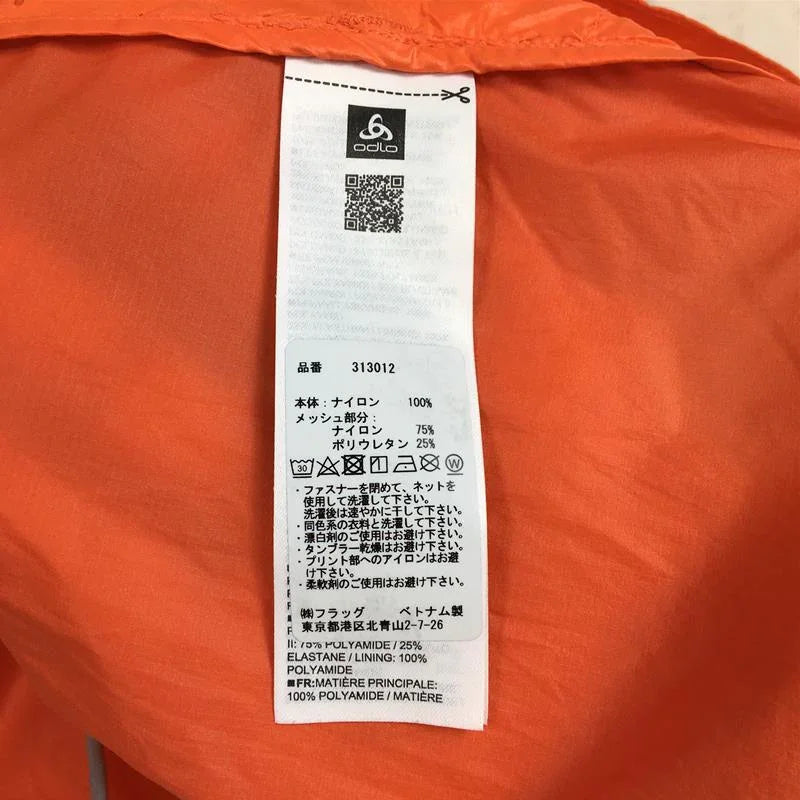 odlo
品番 313012
本体：ナイロン 100%
メッシュ部分：
ナイロン 75%
ポリウレタン 25%
30 W
・ファスナーを閉めて、ネットを
使用して洗濯して下さい。
洗濯後は速やかに干して下さい。
・同色系の衣料と洗濯して下さい。
・漂白剤のご使用はお避け下さい。
・タンブラー乾燥はお避け下さい。
・プリント部へのアイロンはお避
け下さい。
・柔軟剤のご使用はお避け下さい。
㈱フラッグ ベトナム製
東京都港区北青山2-7-26
II: 75% POLYAMIDE / 25%
ELASTANE / LINING: 100%
POLYAMIDE
■FR:MATIÈRE PRINCIPALE:
100% POLYAMIDE / MATIÈRE